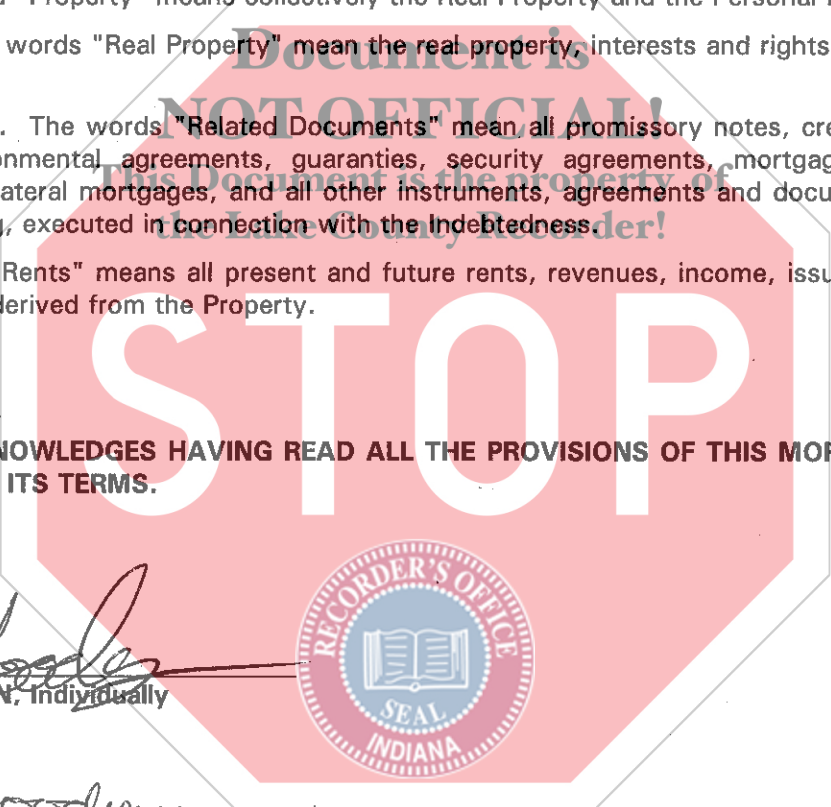 "Property" means collectively the Real Property and the Personal
words "Real Property" mean the real property, interests and rights
Document is
NOT OFFICIAL!
. The words "Related Documents" mean all promissory notes, cre
onmental agreements, guaranties, security agreements, mortgag
This Document is the property of
ateral mortgages, and all other instruments, agreements and docu
the Lake County Recorder!
, executed in connection with the Indebtedness.
Rents" means all present and future rents, revenues, income, issu
derived from the Property.
STOP
NOWLEDGES HAVING READ ALL THE PROVISIONS OF THIS MOR
ITS TERMS.
RECORDER'S OFFICE
SEAL
INDIANA
N, Individually